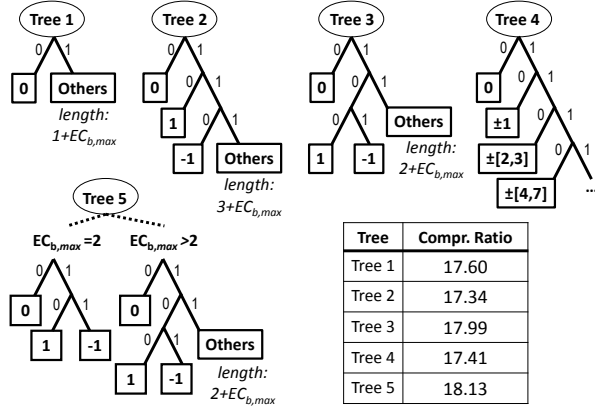 Tree 1
0 1
0
Others
length:
1+EC_{b,max}
Tree 2
0 1
0
0 1
1
0 1
-1
Others
length:
3+EC_{b,max}
Tree 3
0 1
0
0 1
Others
0 1
1
-1
length:
2+EC_{b,max}
Tree 4
0 1
0
0 1
±1
0 1
±[2,3]
0 1
±[4,7]
...
Tree 5
EC_{b,max}=2
0 1
0
0 1
1
-1
EC_{b,max}>2
0 1
0
0 1
Others
0 1
1
-1
length:
2+EC_{b,max}
Tree Compr. Ratio
Tree 1 17.60
Tree 2 17.34
Tree 3 17.99
Tree 4 17.41
Tree 5 18.13